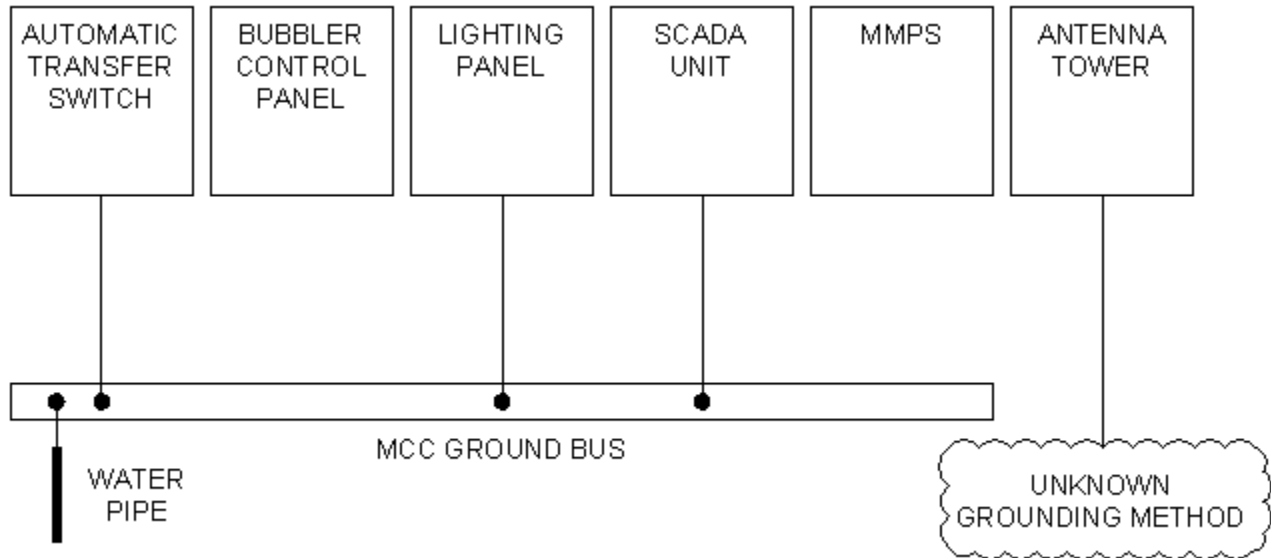 AUTOMATIC
TRANSFER
SWITCH
BUBBLER
CONTROL
PANEL
LIGHTING
PANEL
SCADA
UNIT
MMPS
ANTENNA
TOWER
MCC GROUND BUS
WATER
PIPE
UNKNOWN
GROUNDING METHOD